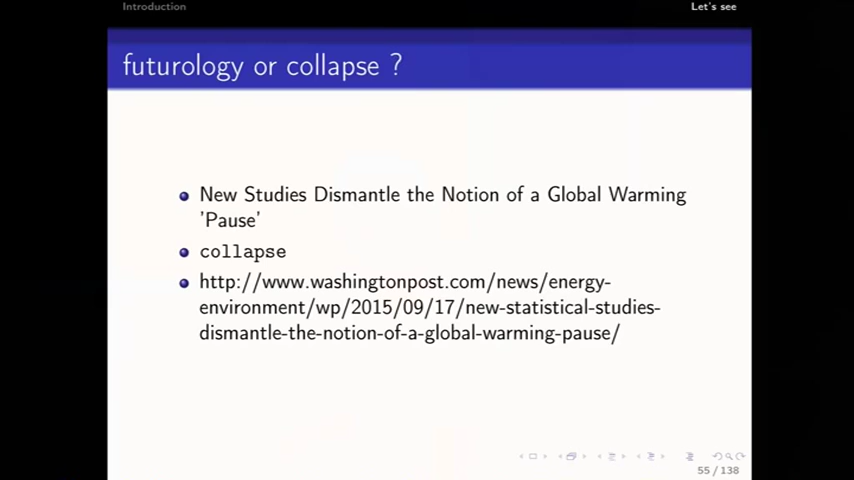 Introduction
Let's see
futurology or collapse ?
New Studies Dismantle the Notion of a Global Warming
'Pause'
collapse
http://www.washingtonpost.com/news/energy-
environment/wp/2015/09/17/new-statistical-studies-
dismantle-the-notion-of-a-global-warming-pause/
55 / 138